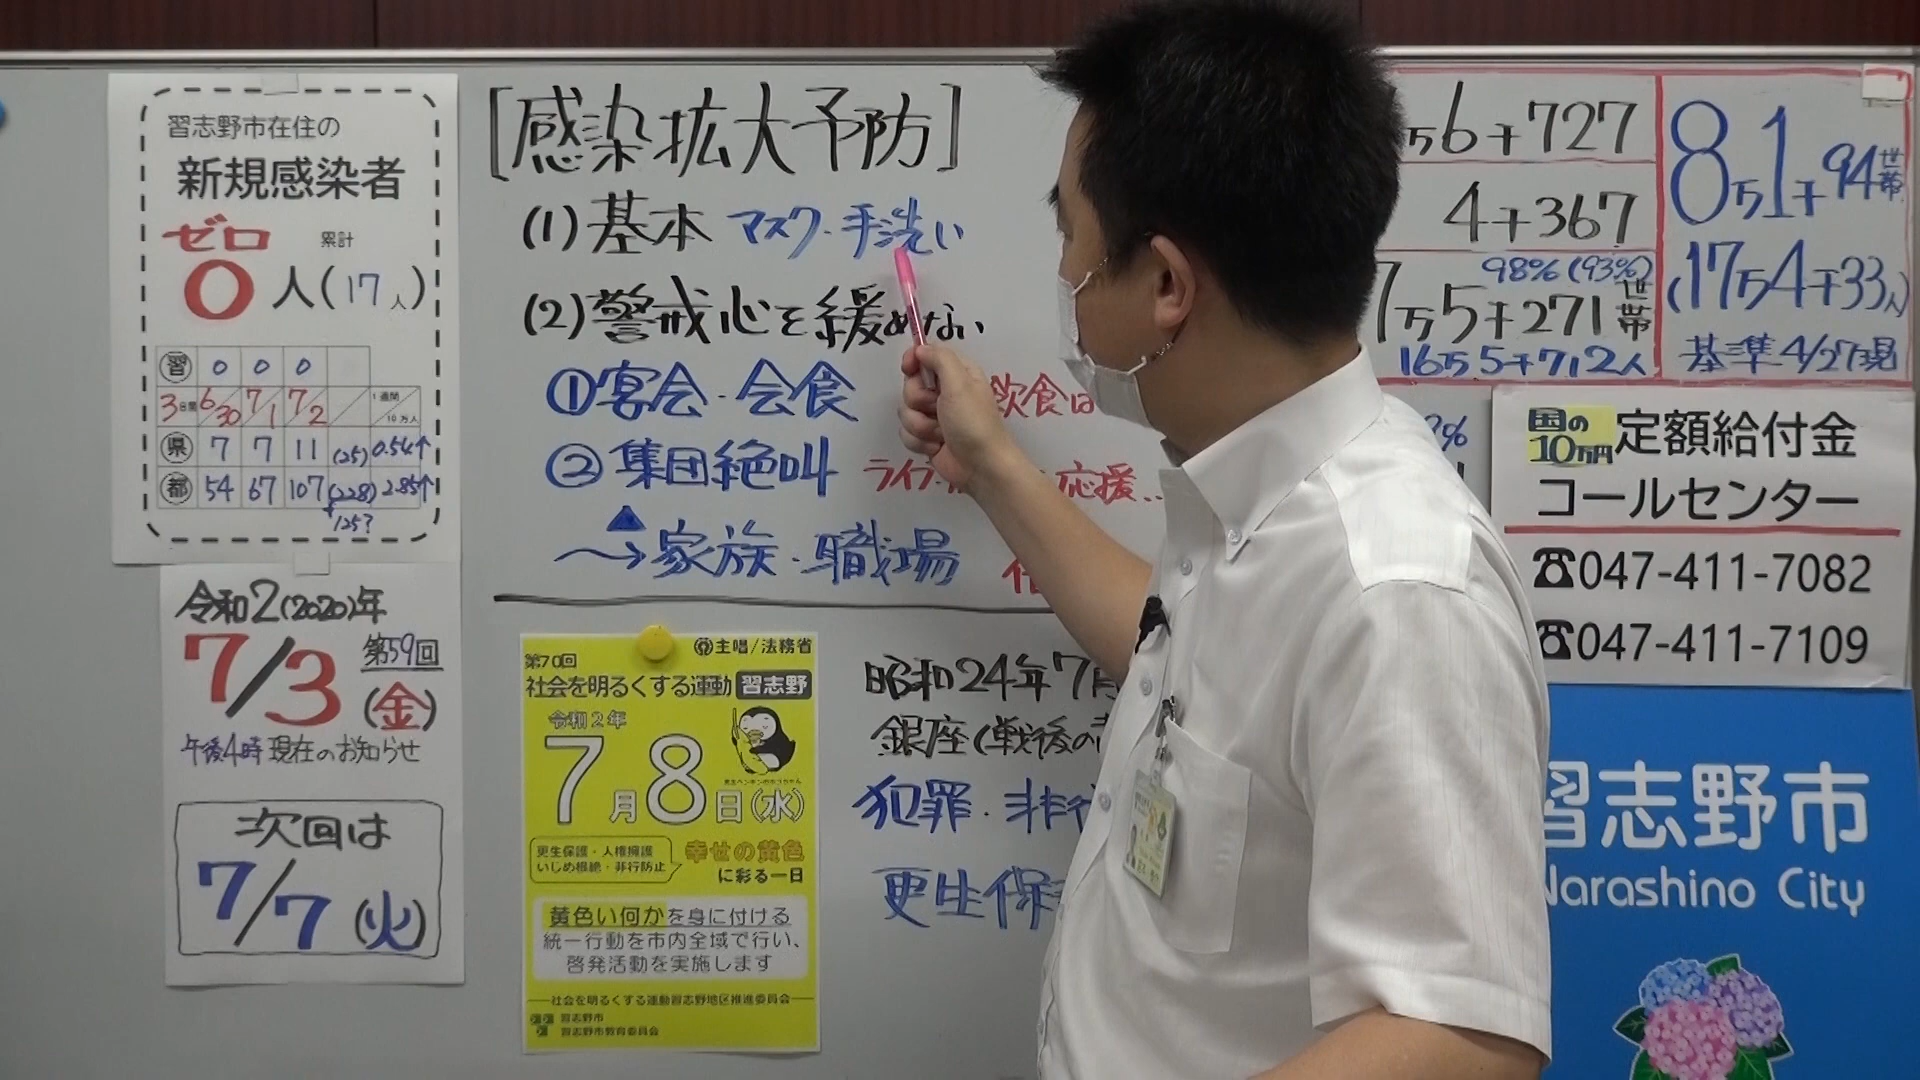 習志野市在住の
新規感染者
ゼロ
0人(17人)
累計
習 0 0 0
3日間 6/30 7/1 7/2 1週間 10万人
県 7 7 11 (25) 0.54↑
都 54 67 107 (228) 2.85↑
125?
令和2(2020)年
7/3 第59回
(金)
午後4時現在のお知らせ
次回は
7/7(火)
[感染拡大予防]
(1)基本 マスク・手洗い
(2)警戒心を緩めない
①宴会・会食 飲食は
②集団絶叫 ライブ 応援..
→家族・職場
主唱/法務省
第70回
社会を明るくする運動 習志野
令和2年
7月8日(水)
更生保護・人権擁護
いじめ根絶・非行防止
幸せの黄色
に彩る一日
黄色い何かを身に付ける
統一行動を市内全域で行い、
啓発活動を実施します
社会を明るくする運動習志野地区推進委員会
習志野市
習志野市教育委員会
昭和24年7月
銀座(戦後の
犯罪・非行
更生保
万6千727
4千367
98%(93%)
7万5千271世帯
16万5千712人
8万1千94世帯
(17万4千33人)
基準4/27現
国の10万円 定額給付金
コールセンター
☎047-411-7082
☎047-411-7109
習志野市
Narashino City